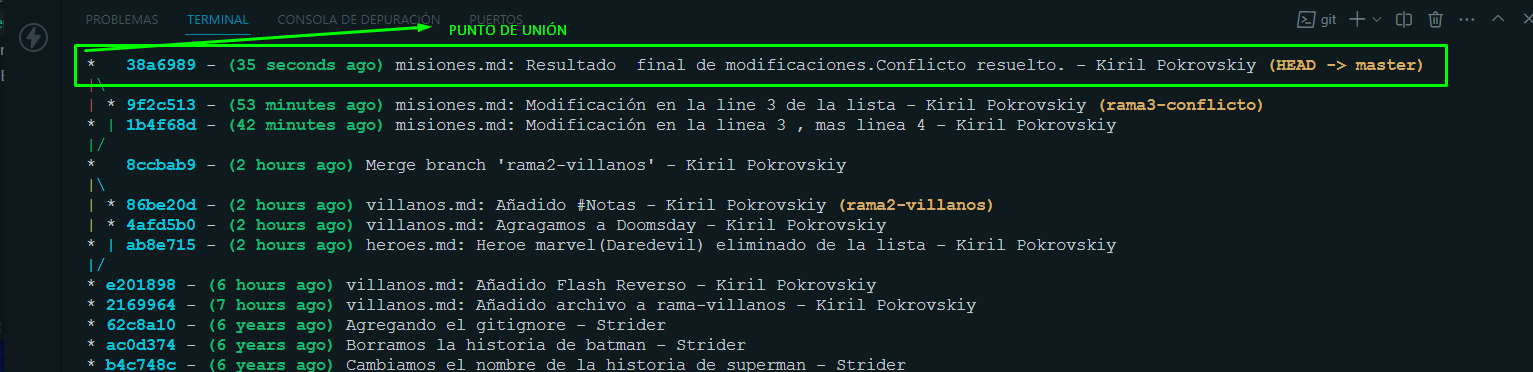 PROBLEMAS TERMINAL CONSOLA DE DEPURACIÓN PUERTOS git
PUNTO DE UNIÓN
* 38a6989 - (35 seconds ago) misiones.md: Resultado  final de modificaciones.Conflicto resuelto. - Kiril Pokrovskiy (HEAD -> master)
|\
| * 9f2c513 - (53 minutes ago) misiones.md: Modificación en la line 3 de la lista - Kiril Pokrovskiy (rama3-conflicto)
* | 1b4f68d - (42 minutes ago) misiones.md: Modificación en la linea 3 , mas linea 4 - Kiril Pokrovskiy
|/
* 8ccbab9 - (2 hours ago) Merge branch 'rama2-villanos' - Kiril Pokrovskiy
|\
| * 86be20d - (2 hours ago) villanos.md: Añadido #Notas - Kiril Pokrovskiy (rama2-villanos)
| * 4afd5b0 - (2 hours ago) villanos.md: Agragamos a Doomsday - Kiril Pokrovskiy
* | ab8e715 - (2 hours ago) heroes.md: Heroe marvel(Daredevil) eliminado de la lista - Kiril Pokrovskiy
|/
* e201898 - (6 hours ago) villanos.md: Añadido Flash Reverso - Kiril Pokrovskiy
* 2169964 - (7 hours ago) villanos.md: Añadido archivo a rama-villanos - Kiril Pokrovskiy
* 62c8a10 - (6 years ago) Agregando el gitignore - Strider
* ac0d374 - (6 years ago) Borramos la historia de batman - Strider
* b4c748c - (6 years ago) Cambiamos el nombre de la historia de superman - Strider